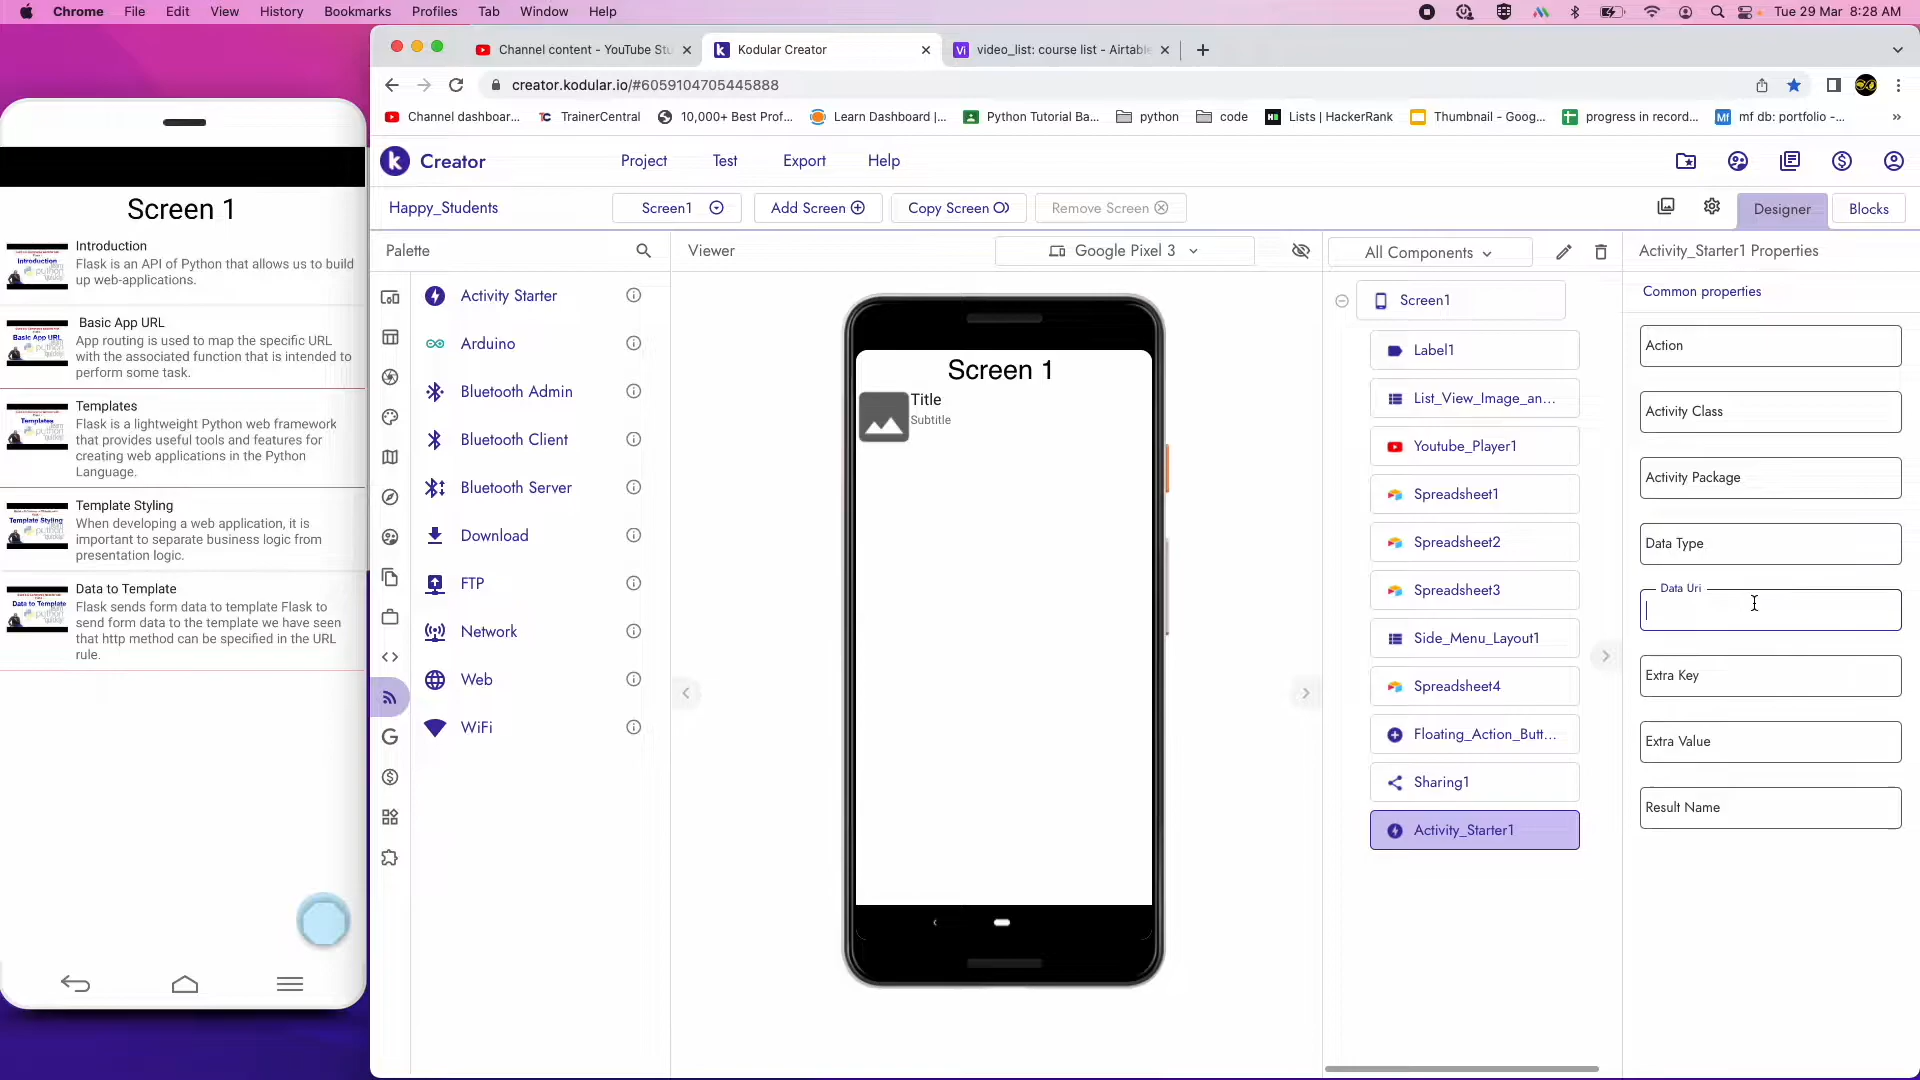 Chrome File Edit View History Bookmarks Profiles Tab Window Help Tue 29 Mar 8:28 AM
Channel content - YouTube Stu Kodular Creator video_list: course list - Airtable
creator.kodular.io/#6059104705445888
Channel dashboar... TrainerCentral 10,000+ Best Prof... Learn Dashboard |... Python Tutorial Ba... python code Lists | HackerRank Thumbnail - Goog... progress in record... mf db: portfolio -... »
Creator Project Test Export Help
Happy_Students Screen1 Add Screen Copy Screen Remove Screen Designer Blocks
Palette
Activity Starter
Arduino
Bluetooth Admin
Bluetooth Client
Bluetooth Server
Download
FTP
Network
Web
WiFi
Viewer Google Pixel 3
Screen 1
Title
Subtitle
All Components
Screen1
Label1
List_View_Image_an...
Youtube_Player1
Spreadsheet1
Spreadsheet2
Spreadsheet3
Side_Menu_Layout1
Spreadsheet4
Floating_Action_Butt...
Sharing1
Activity_Starter1
Activity_Starter1 Properties
Common properties
Action
Activity Class
Activity Package
Data Type
Data Uri
Extra Key
Extra Value
Result Name
Screen 1
Introduction
Flask is an API of Python that allows us to build
up web-applications.
Basic App URL
App routing is used to map the specific URL
with the associated function that is intended to
perform some task.
Templates
Flask is a lightweight Python web framework
that provides useful tools and features for
creating web applications in the Python
Language.
Template Styling
When developing a web application, it is
important to separate business logic from
presentation logic.
Data to Template
Flask sends form data to template Flask to
send form data to the template we have seen
that http method can be specified in the URL
rule.
Introduction
Basic App URL
Templates
Template Styling
Data to Template